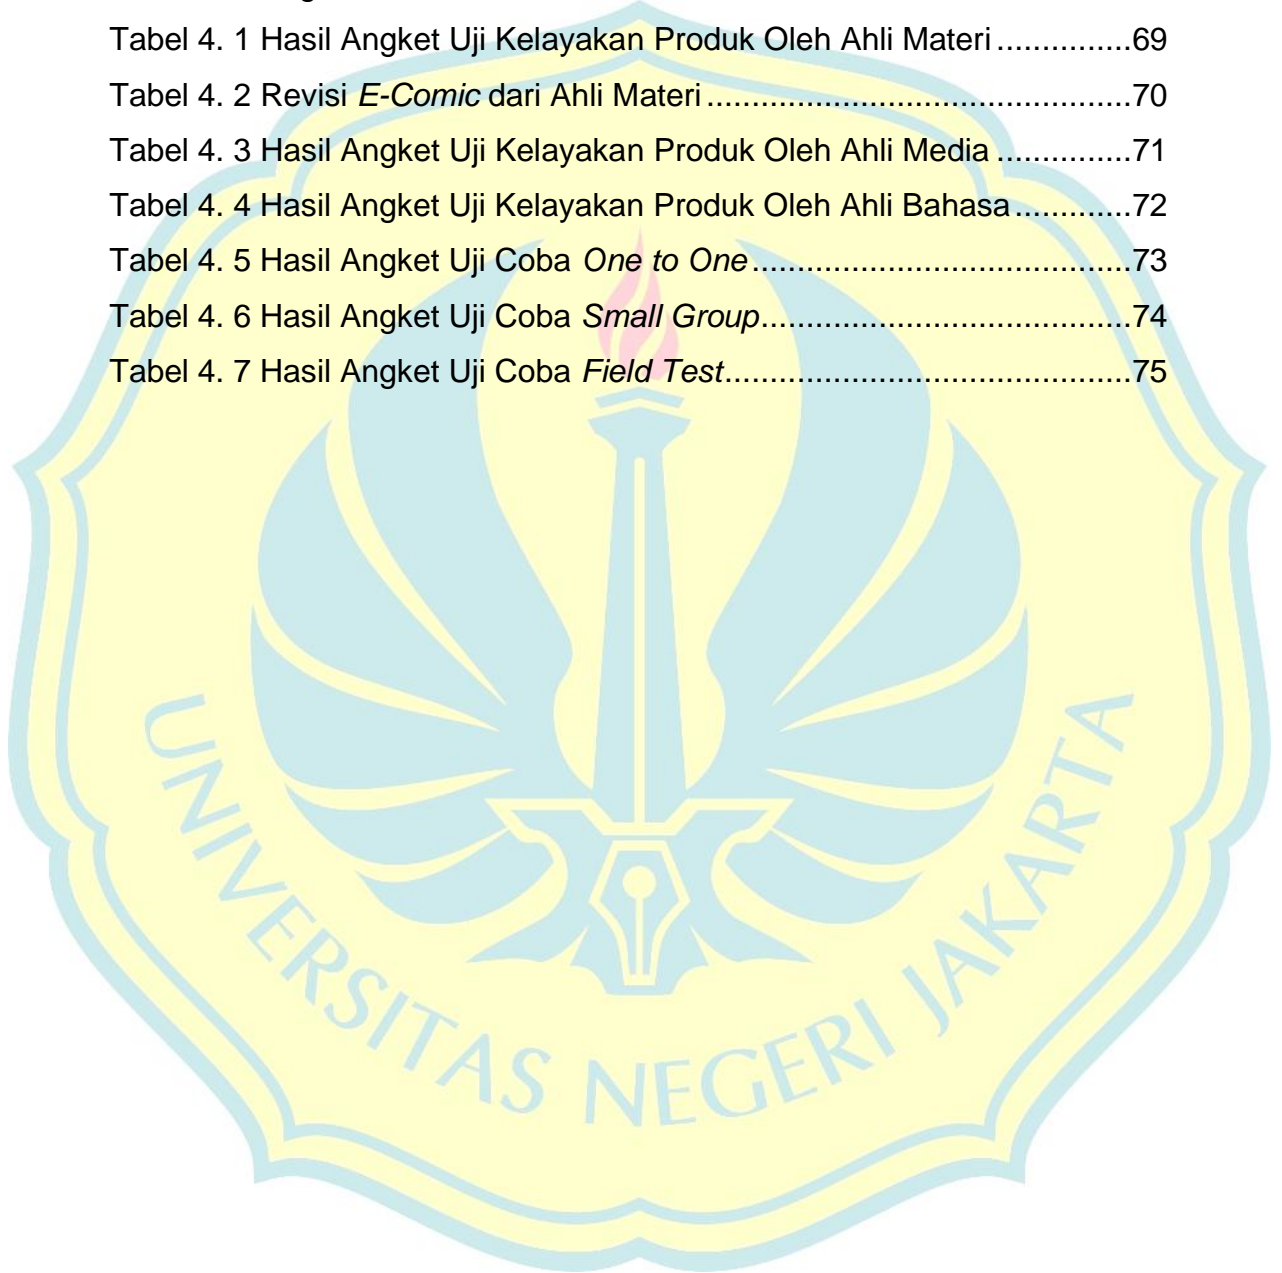 Tabel 4. 1 Hasil Angket Uji Kelayakan Produk Oleh Ahli Materi...............69
Tabel 4. 2 Revisi E-Comic dari Ahli Materi...............................................70
Tabel 4. 3 Hasil Angket Uji Kelayakan Produk Oleh Ahli Media...............71
Tabel 4. 4 Hasil Angket Uji Kelayakan Produk Oleh Ahli Bahasa.............72
Tabel 4. 5 Hasil Angket Uji Coba One to One..........................................73
Tabel 4. 6 Hasil Angket Uji Coba Small Group.........................................74
Tabel 4. 7 Hasil Angket Uji Coba Field Test.............................................75
UNIVERSITAS NEGERI JAKARTA